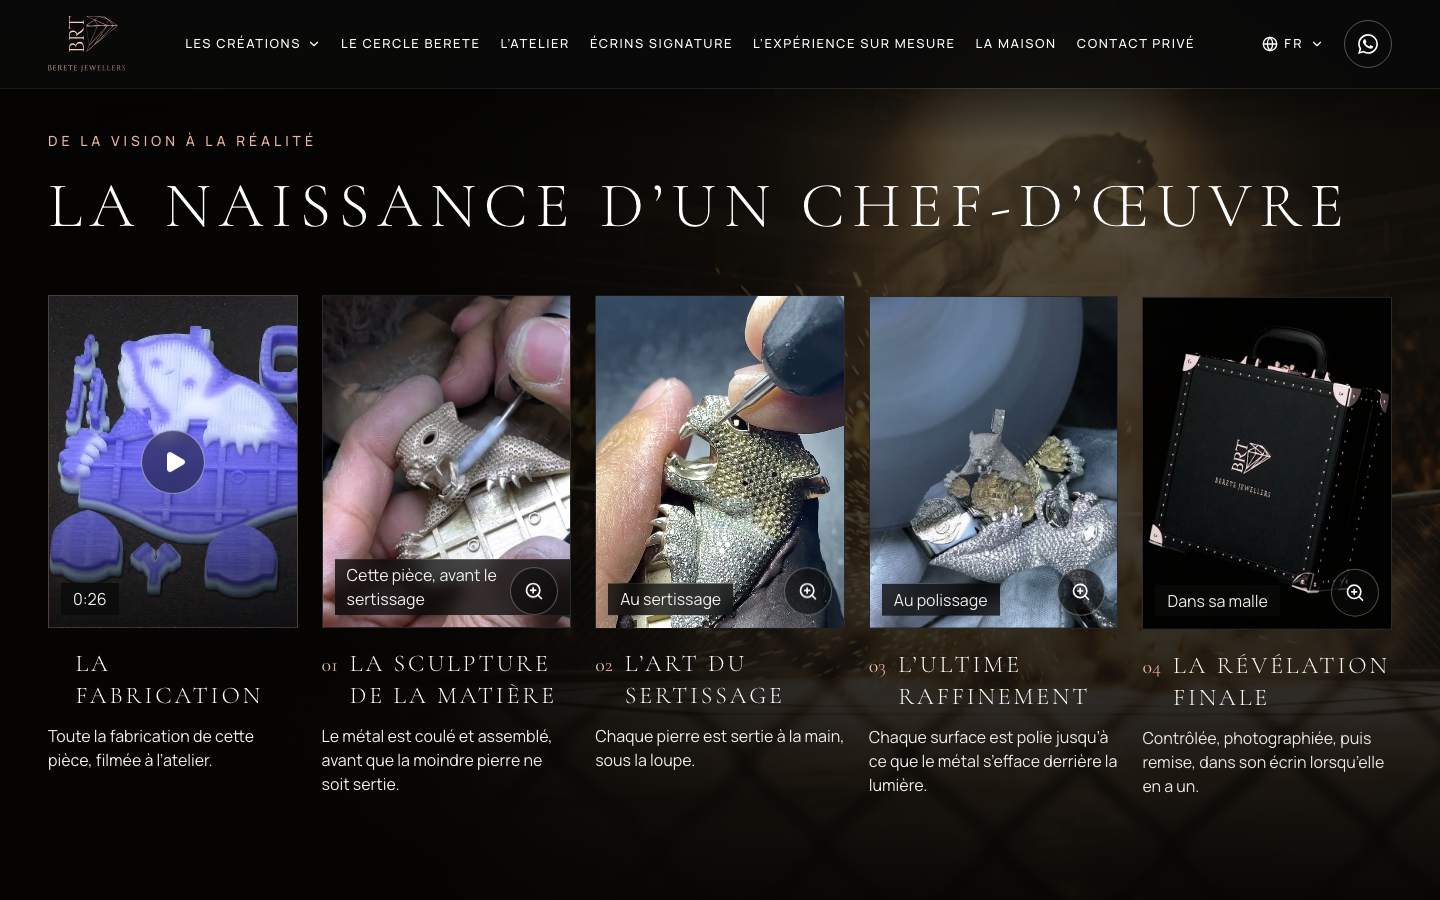 BRT
BERETE JEWELLERS
LES CRÉATIONS
LE CERCLE BERETE
L'ATELIER
ÉCRINS SIGNATURE
L'EXPÉRIENCE SUR MESURE
LA MAISON
CONTACT PRIVÉ
FR
DE LA VISION À LA RÉALITÉ
LA NAISSANCE D’UN CHEF-D’ŒUVRE
0:26
LA
FABRICATION
Toute la fabrication de cette
pièce, filmée à l'atelier.
Cette pièce, avant le
sertissage
01 LA SCULPTURE
DE LA MATIÈRE
Le métal est coulé et assemblé,
avant que la moindre pierre ne
soit sertie.
Au sertissage
02 L’ART DU
SERTISSAGE
Chaque pierre est sertie à la main,
sous la loupe.
Au polissage
03 L’ULTIME
RAFFINEMENT
Chaque surface est polie jusqu'à
ce que le métal s'efface derrière la
lumière.
BRT
BERETE JEWELLERS
Dans sa malle
04 LA RÉVÉLATION
FINALE
Contrôlée, photographiée, puis
remise, dans son écrin lorsqu'elle
en a un.